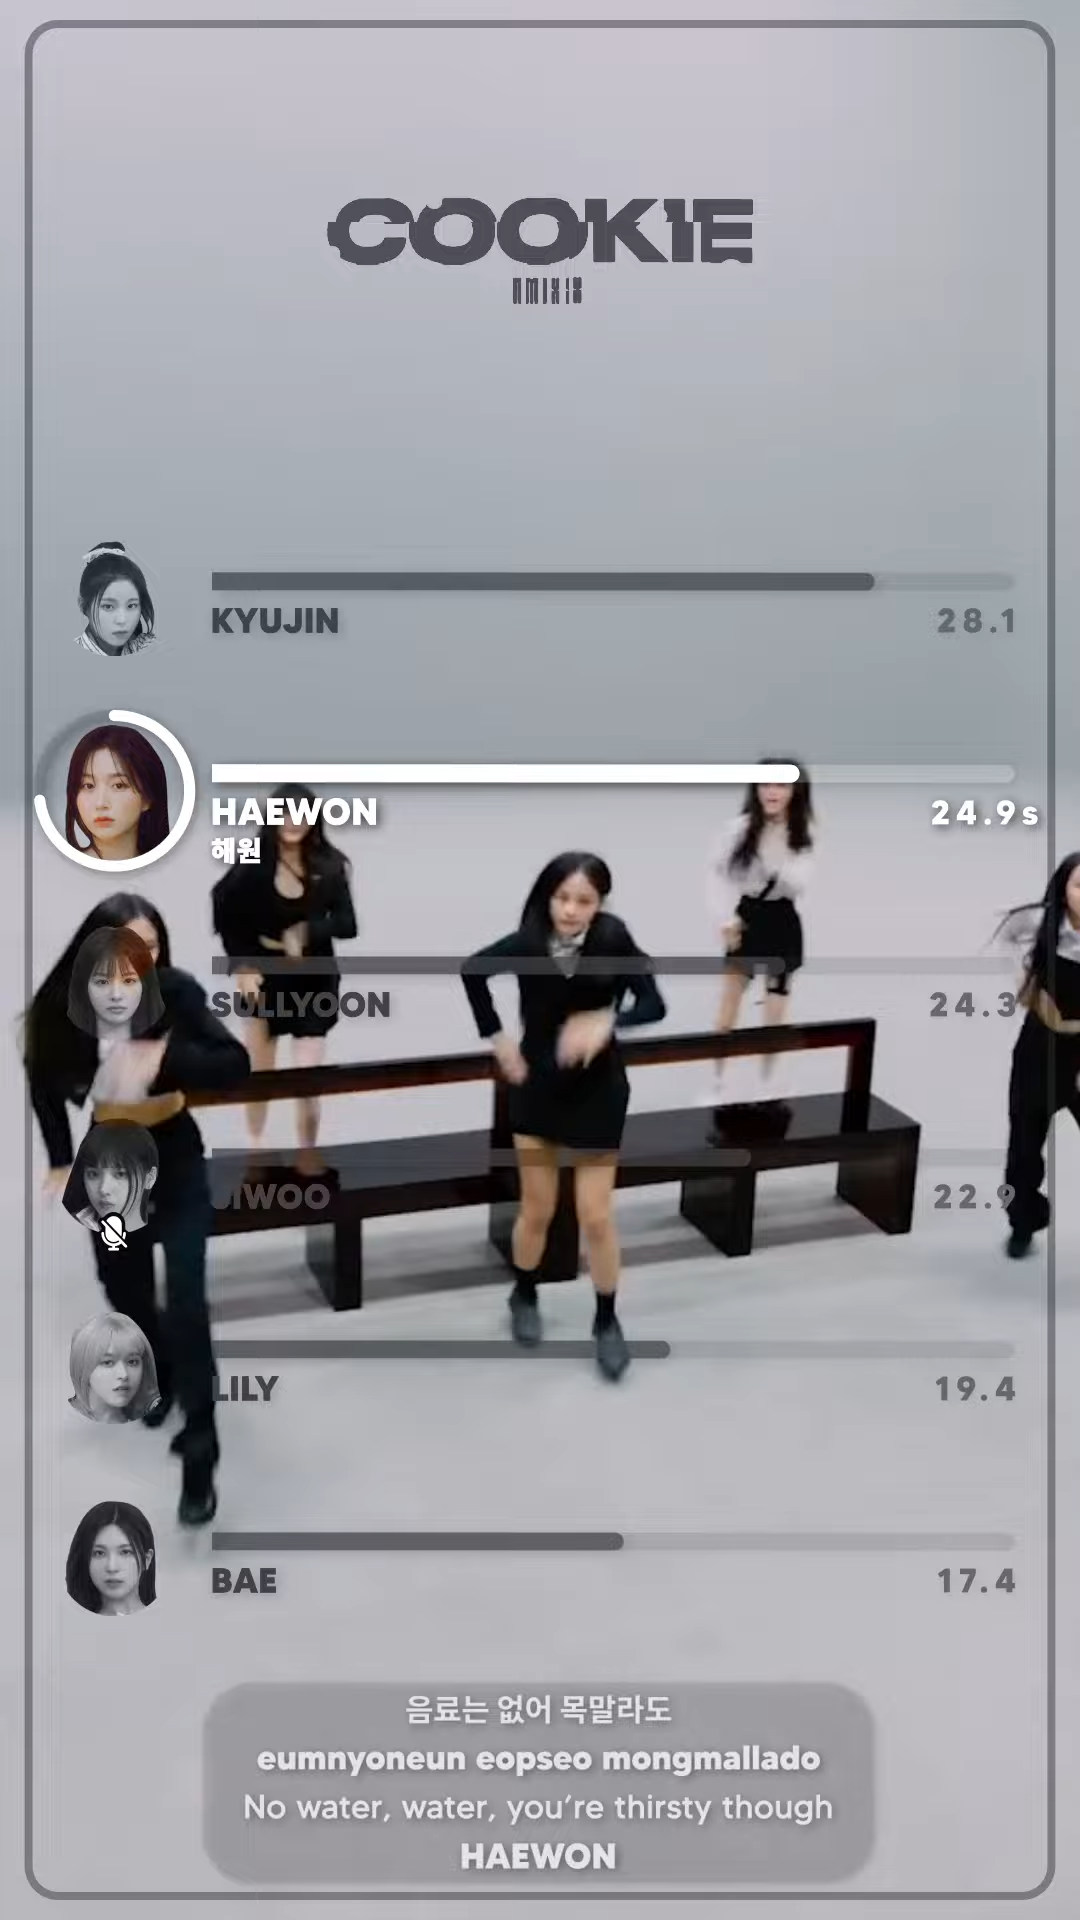 COOKIE
NMIXX
KYUJIN
28.1
HAEWON
24.9s
해원
SULLYOON
24.3
JIWOO
22.9
LILY
19.4
BAE
17.4
음료는 없어 목말라도
eumnyoneun eopseo mongmallado
No water, water, you're thirsty though
HAEWON